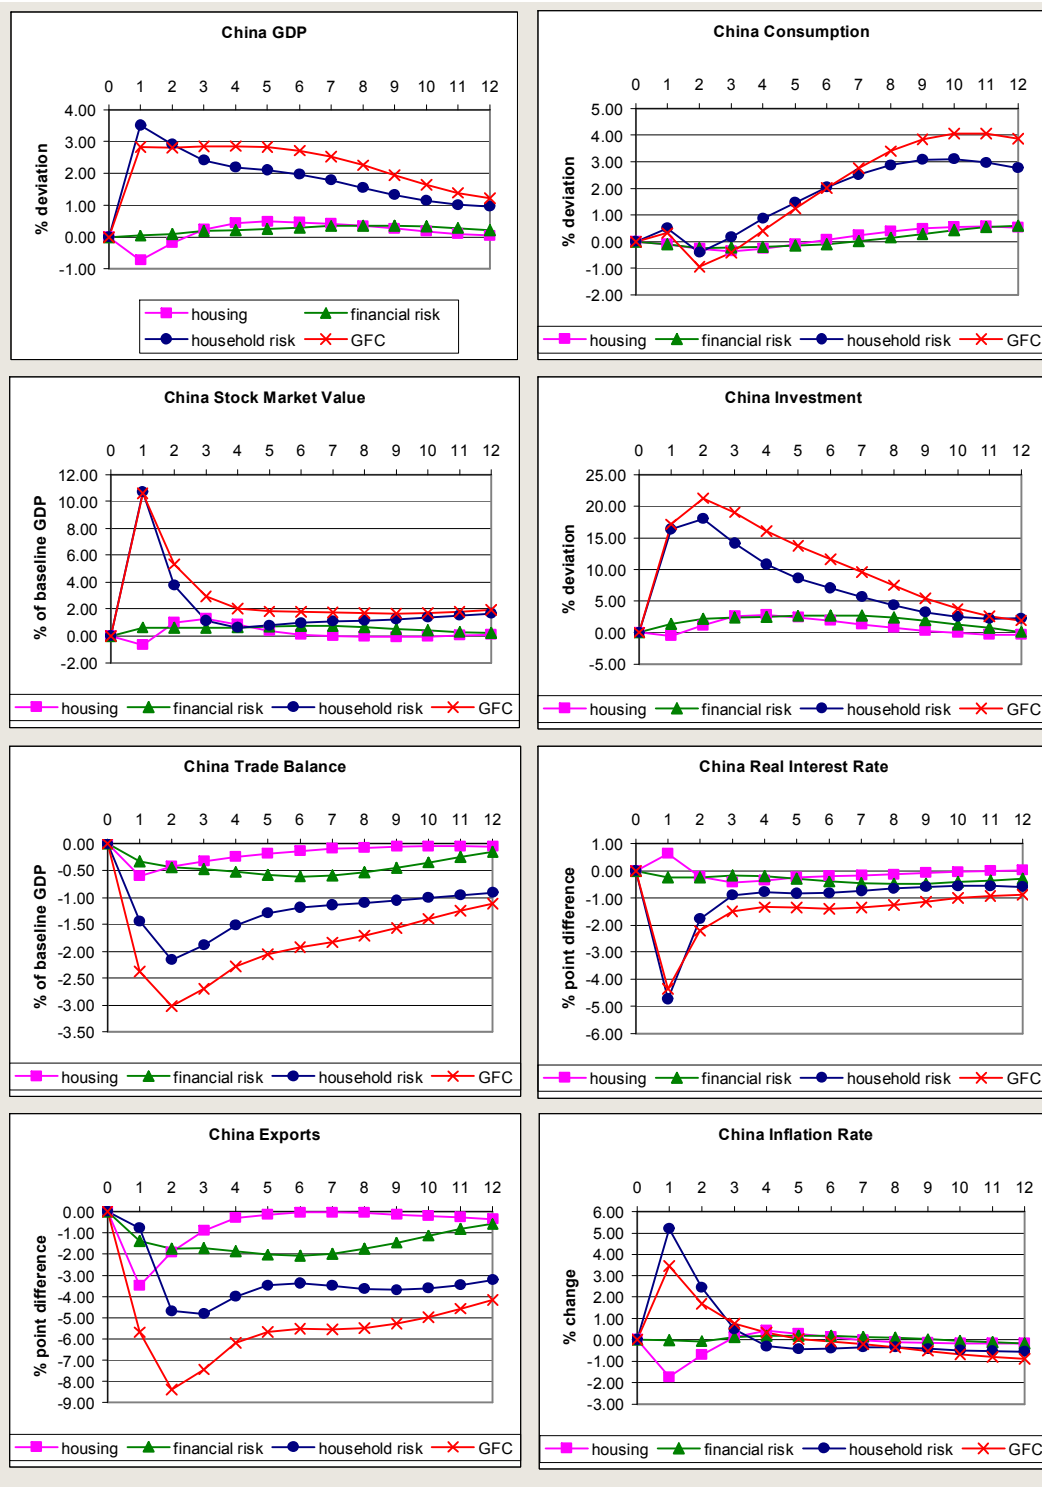 China GDP
0 1 2 3 4 5 6 7 8 9 10 11 12
4.00
3.00
2.00
1.00
0.00
-1.00
% deviation
housing financial risk
household risk GFC
China Consumption
0 1 2 3 4 5 6 7 8 9 10 11 12
5.00
4.00
3.00
2.00
1.00
0.00
-1.00
-2.00
% deviation
housing financial risk household risk GFC
China Stock Market Value
0 1 2 3 4 5 6 7 8 9 10 11 12
12.00
10.00
8.00
6.00
4.00
2.00
0.00
-2.00
% of baseline GDP
housing financial risk household risk GFC
China Investment
0 1 2 3 4 5 6 7 8 9 10 11 12
25.00
20.00
15.00
10.00
5.00
0.00
-5.00
% deviation
housing financial risk household risk GFC
China Trade Balance
0 1 2 3 4 5 6 7 8 9 10 11 12
0.00
-0.50
-1.00
-1.50
-2.00
-2.50
-3.00
-3.50
% of baseline GDP
housing financial risk household risk GFC
China Real Interest Rate
0 1 2 3 4 5 6 7 8 9 10 11 12
1.00
0.00
-1.00
-2.00
-3.00
-4.00
-5.00
-6.00
% point difference
housing financial risk household risk GFC
China Exports
0 1 2 3 4 5 6 7 8 9 10 11 12
0.00
-1.00
-2.00
-3.00
-4.00
-5.00
-6.00
-7.00
-8.00
-9.00
% point difference
housing financial risk household risk GFC
China Inflation Rate
0 1 2 3 4 5 6 7 8 9 10 11 12
6.00
5.00
4.00
3.00
2.00
1.00
0.00
-1.00
-2.00
-3.00
% change
housing financial risk household risk GFC